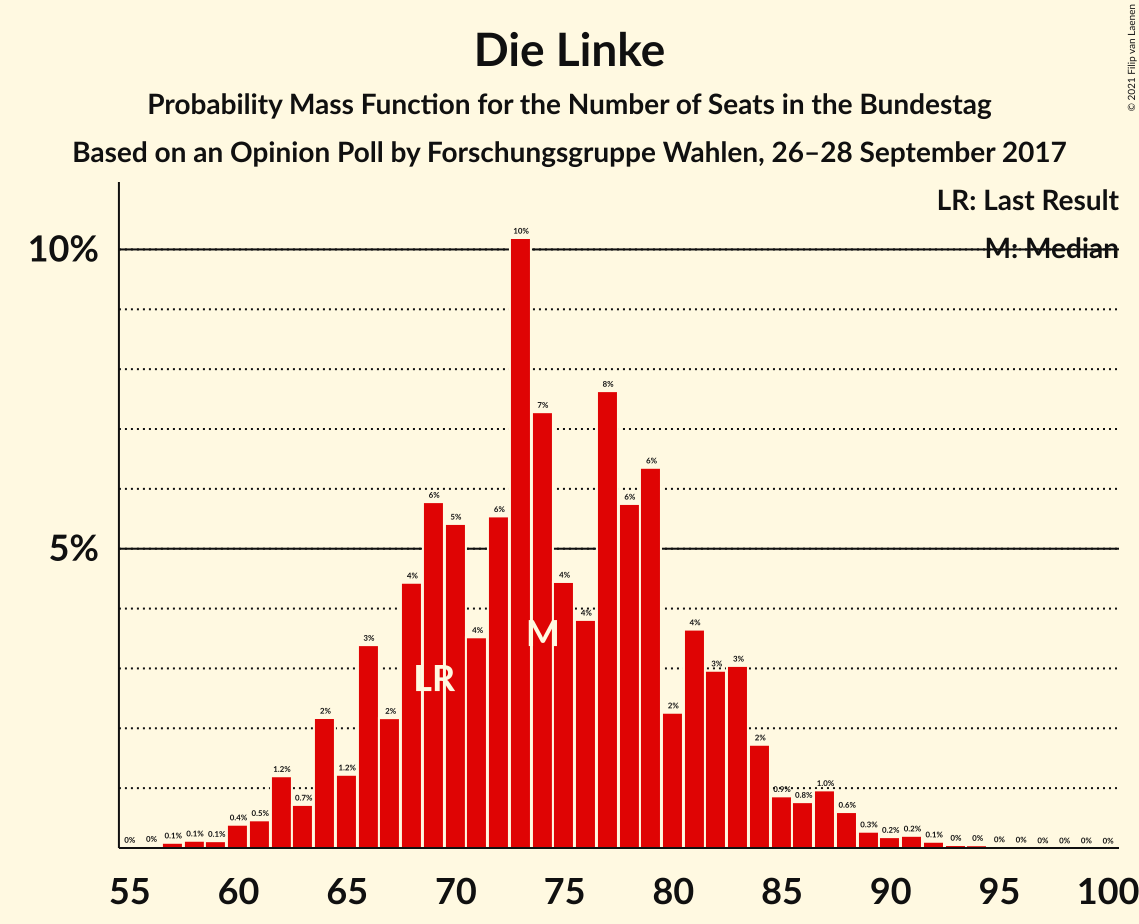 Die Linke
Probability Mass Function for the Number of Seats in the Bundestag
Based on an Opinion Poll by Forschungsgruppe Wahlen, 26–28 September 2017
© 2021 Filip van Laenen
LR: Last Result
M: Median
10%
5%
0% 0% 0.1% 0.1% 0.1% 0.4% 0.5% 1.2% 0.7% 2% 1.2% 3% 2% 4% 6% 5% 4% 6% 10% 7% 4% 4% 8% 6% 6% 2% 4% 3% 3% 2% 0.9% 0.8% 1.0% 0.6% 0.3% 0.2% 0.2% 0.1% 0% 0% 0% 0% 0% 0% 0% 0%
LR
M
55 60 65 70 75 80 85 90 95 100